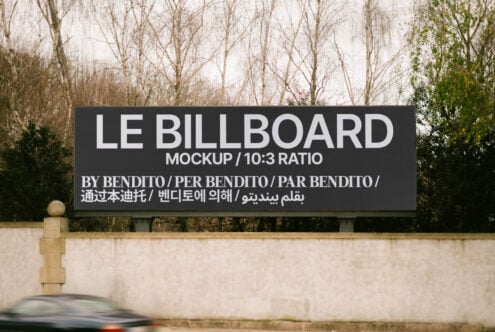 LE BILLBOARD
MOCKUP / 10:3 RATIO
BY BENDITO / PER BENDITO / PAR BENDITO /
通过本迪托 / 벤디토에 의해 / بقلم بينديتو